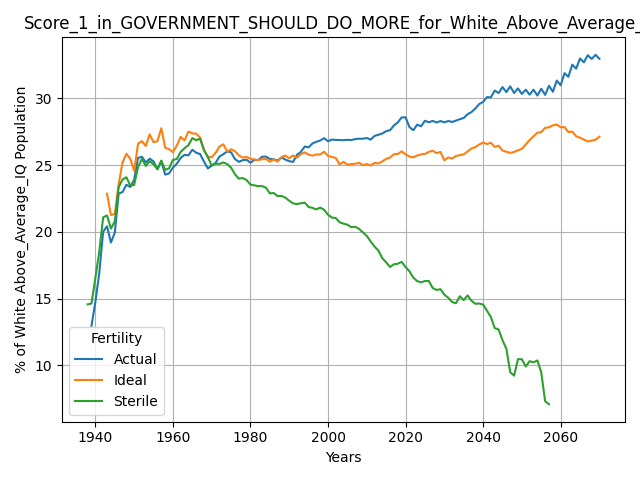 Score_1_in_GOVERNMENT_SHOULD_DO_MORE_for_White_Above_Average_
% of White Above_Average_IQ Population
30
25
20
15
10
Fertility
Actual
Ideal
Sterile
1940 1960 1980 2000 2020 2040 2060
Years